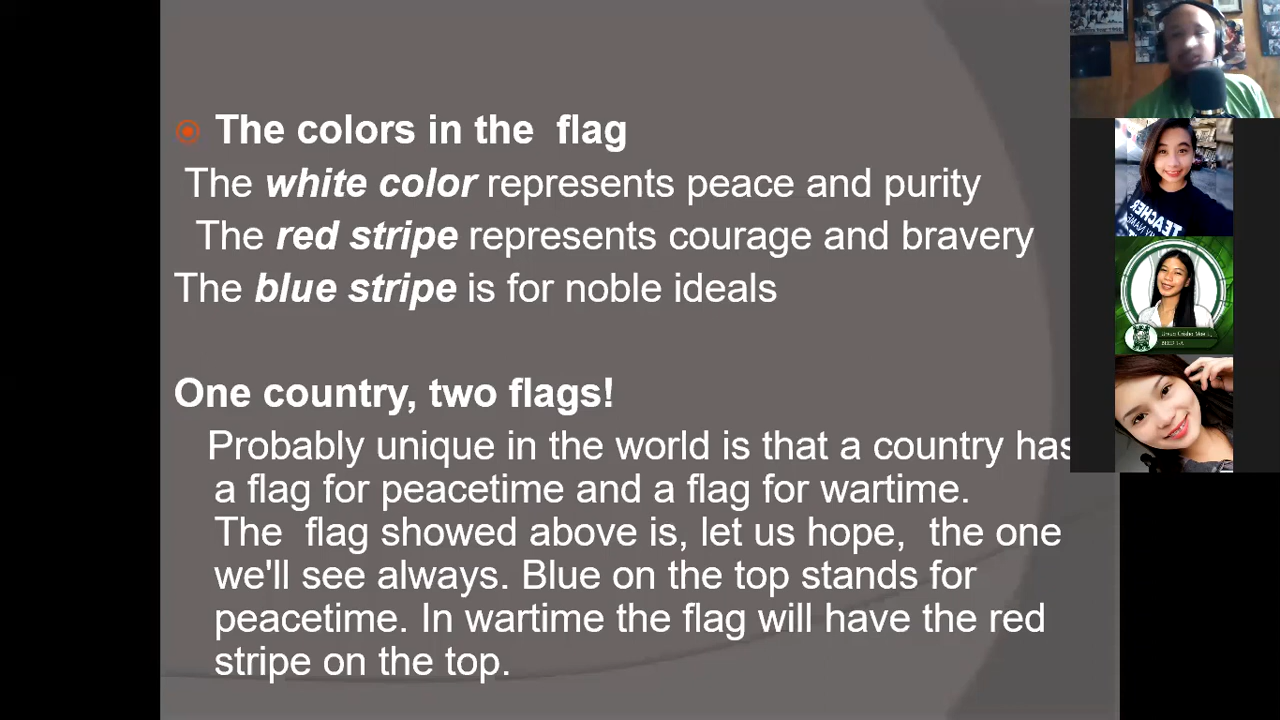 The colors in the flag
The white color represents peace and purity
The red stripe represents courage and bravery
The blue stripe is for noble ideals
One country, two flags!
Probably unique in the world is that a country has
a flag for peacetime and a flag for wartime.
The flag showed above is, let us hope, the one
we'll see always. Blue on the top stands for
peacetime. In wartime the flag will have the red
stripe on the top.
TEACHER